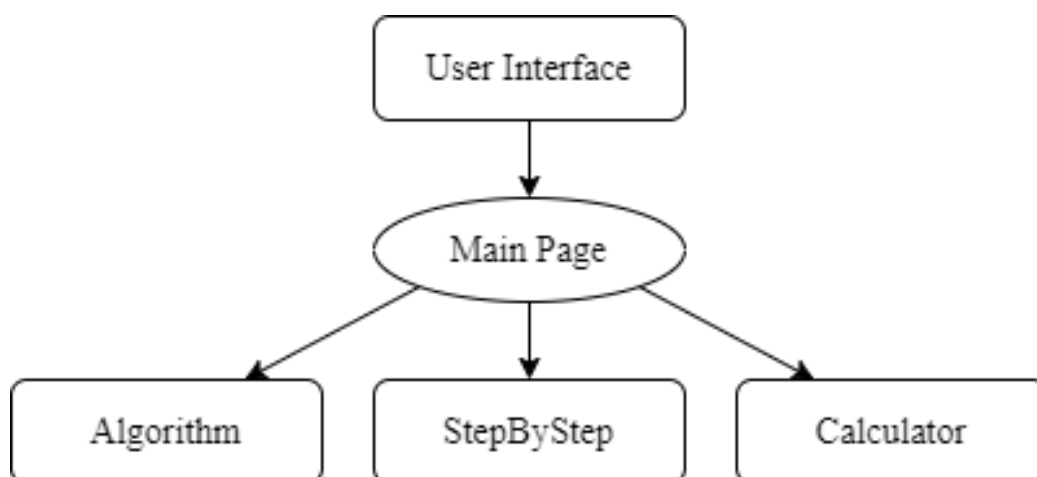 User Interface
Main Page
Algorithm
StepByStep
Calculator